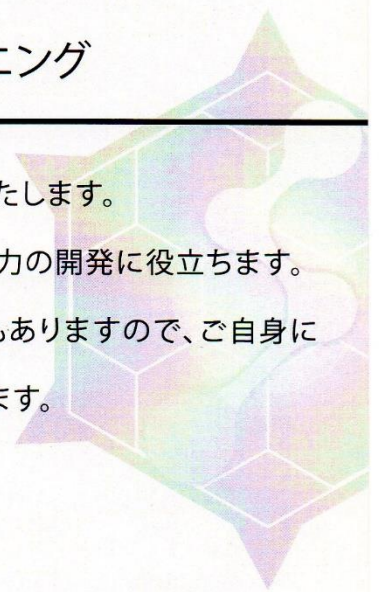 ニング
たします。
力の開発に役立ちます。
もありますので、ご自身に
ます。